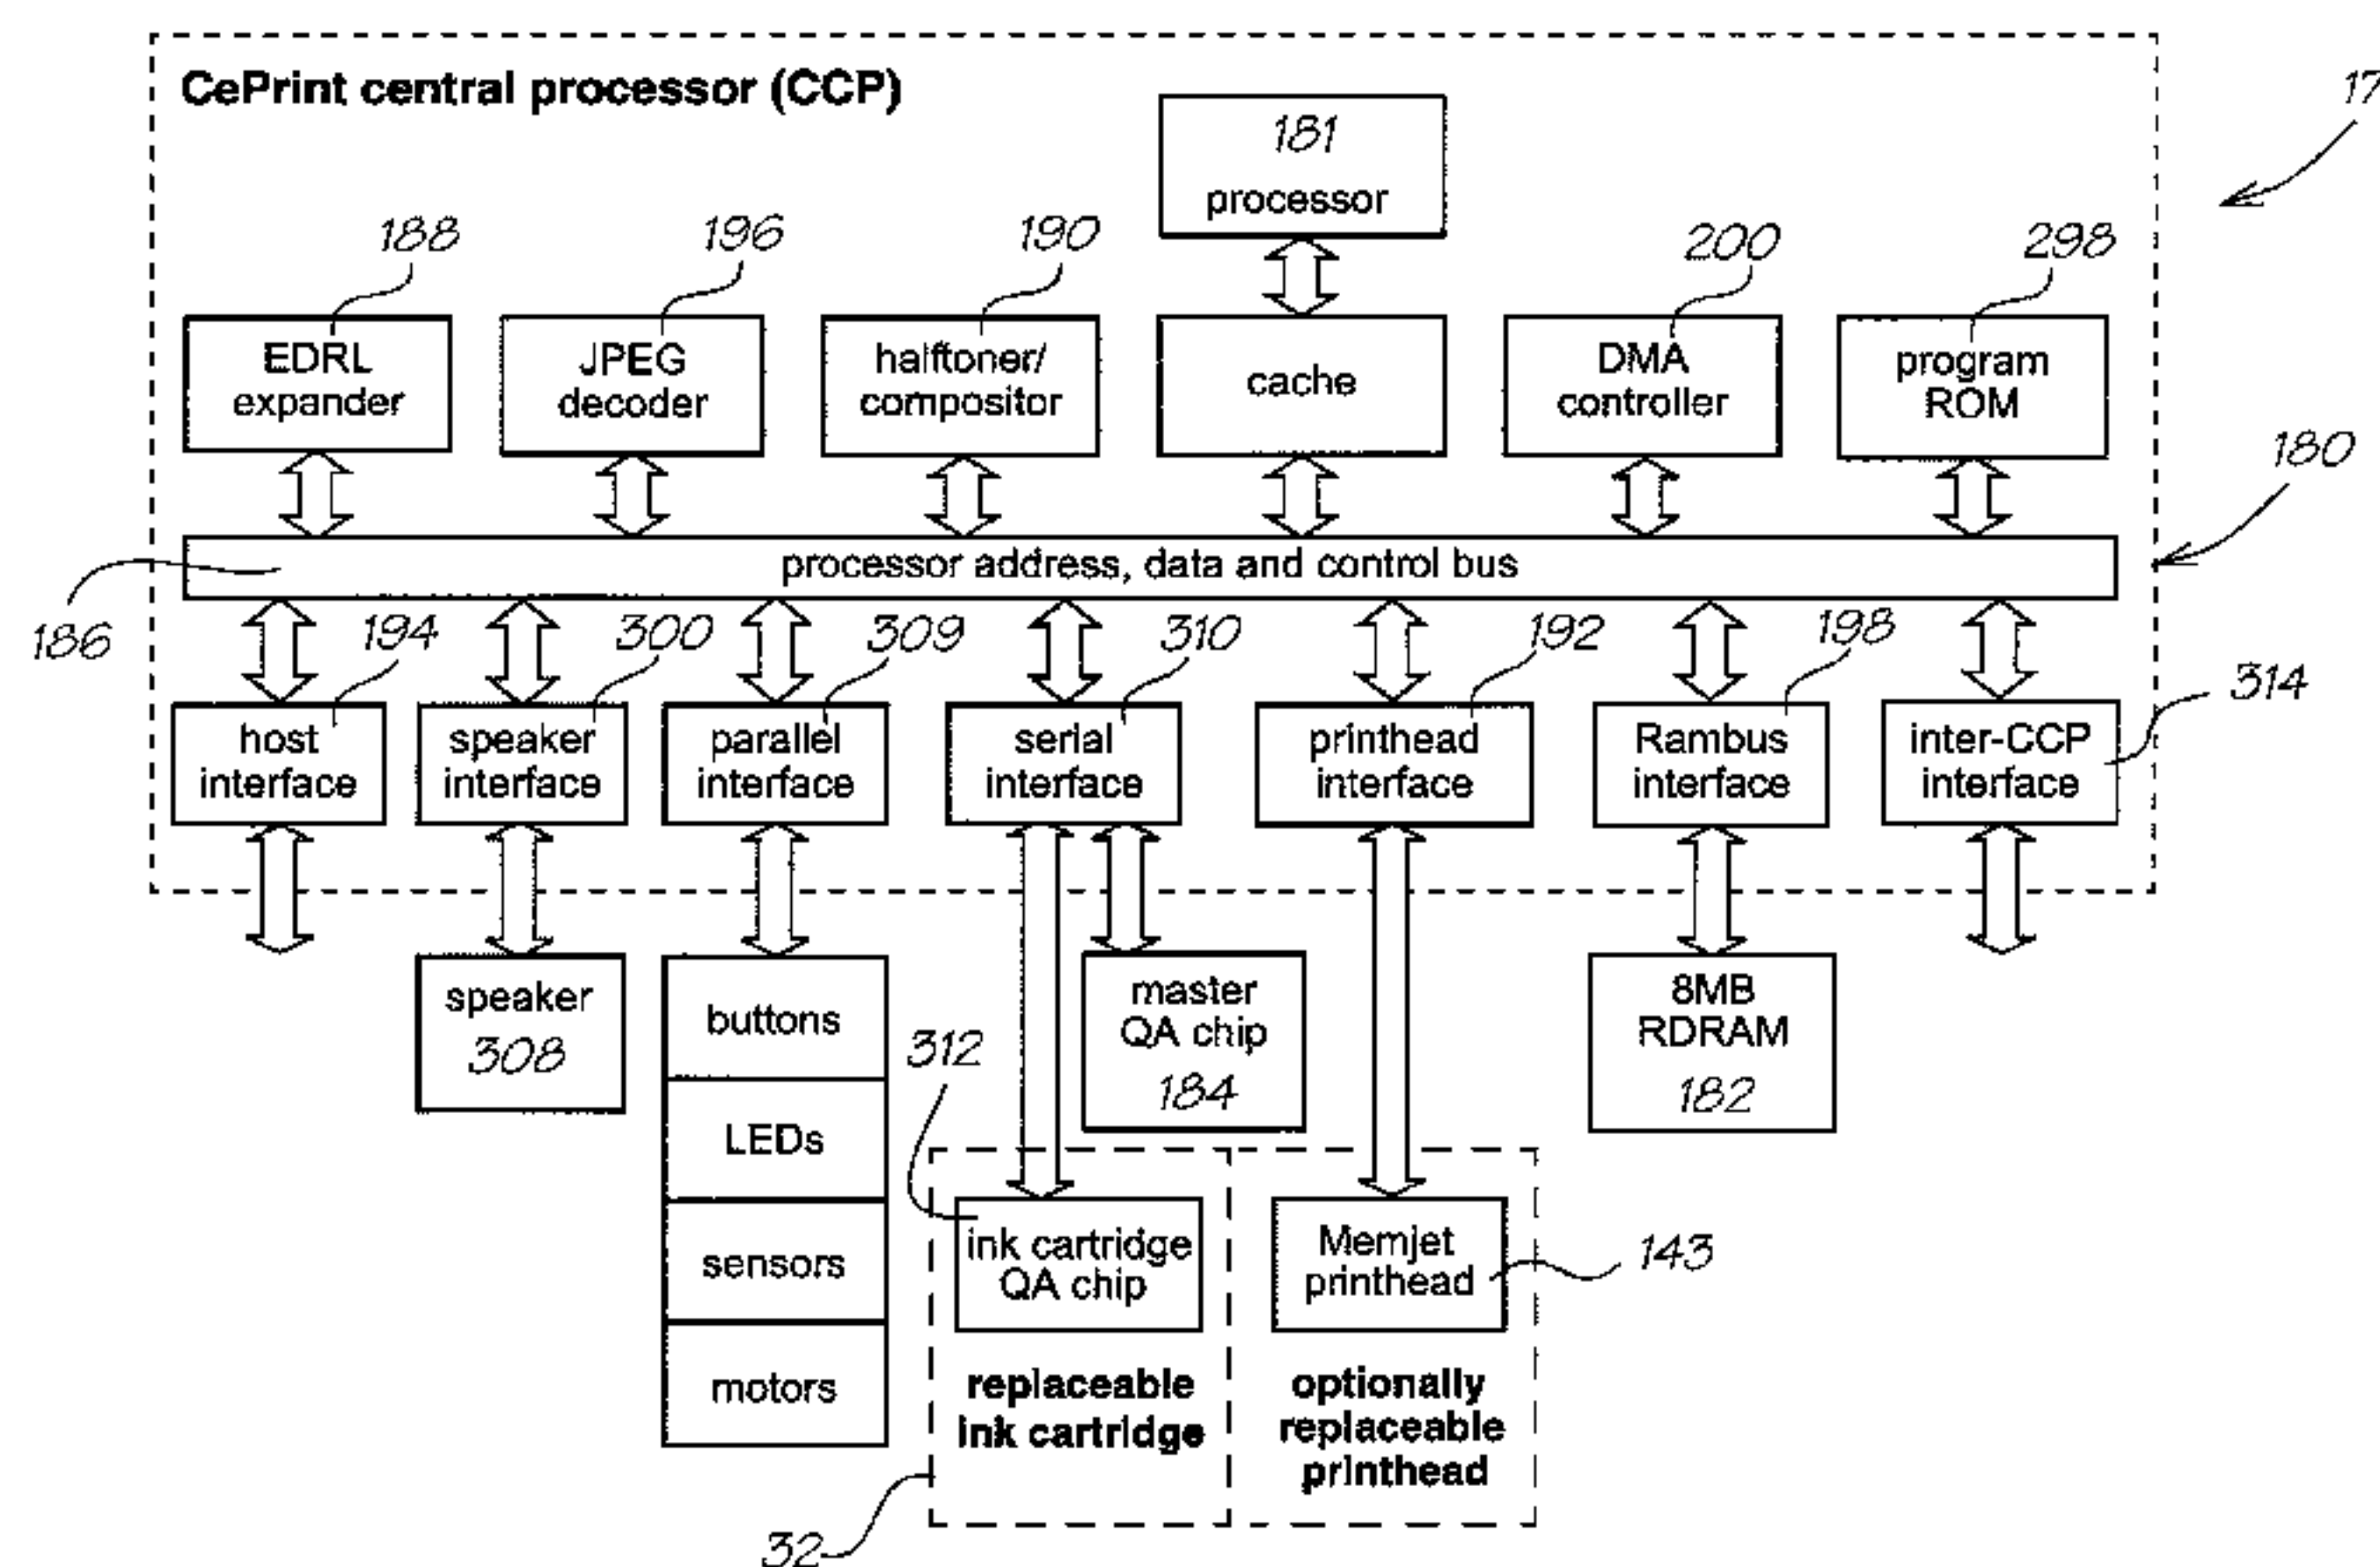 CePrint central processor (CCP)
17
181
processor
188
196
190
200
298
EDRL
expander
JPEG
decoder
halftoner/
compositor
cache
DMA
controller
program
ROM
180
processor address, data and control bus
186
194
300
309
310
192
198
314
host
interface
speaker
interface
parallel
interface
serial
interface
printhead
interface
Rambus
interface
inter-CCP
interface
speaker
308
buttons
LEDs
sensors
motors
312
master
QA chip
184
8MB
RDRAM
182
ink cartridge
QA chip
Memjet
printhead
143
replaceable
ink cartridge
optionally
replaceable
printhead
32